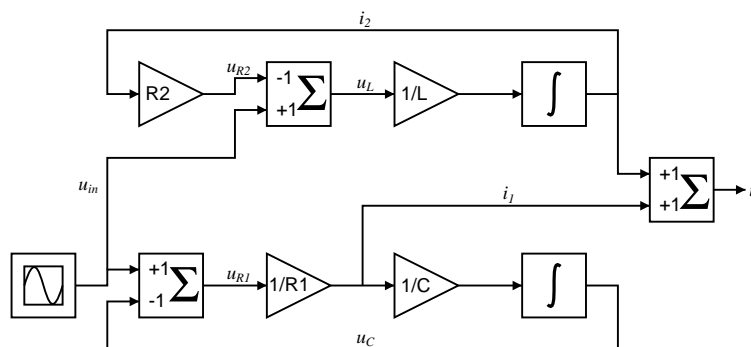 i2
R2
uR2
-1
+1
Σ
uL
1/L
∫
uin
+1
+1
Σ
i1
+1
-1
Σ
uR1
1/R1
1/C
∫
uC